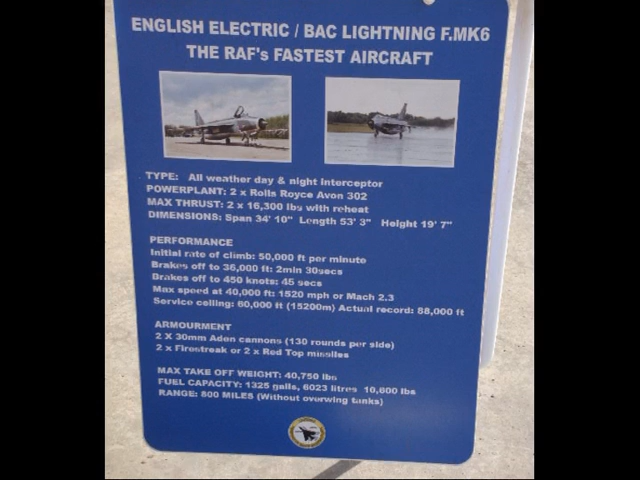 ENGLISH ELECTRIC / BAC LIGHTNING F.MK6
THE RAF's FASTEST AIRCRAFT
TYPE: All weather day & night Interceptor
POWERPLANT: 2 x Rolls Royce Avon 302
MAX THRUST: 2 x 16,300 lbs with reheat
DIMENSIONS: Span 34' 10" Length 53' 3" Height 19' 7"
PERFORMANCE
Initial rate of climb: 50,000 ft per minute
Brakes off to 36,000 ft: 2min 30secs
Brakes off to 450 knots: 45 secs
Max speed at 40,000 ft: 1520 mph or Mach 2.3
Service ceiling: 60,000 ft (15200m) Actual record: 88,000 ft
ARMOURMENT
2 X 30mm Aden cannons (130 rounds per side)
2 x Firestreak or 2 x Red Top missiles
MAX TAKE OFF WEIGHT: 40,750 lbs
FUEL CAPACITY: 1325 galls, 6023 litres 10,600 lbs
RANGE: 800 MILES (Without overwing tanks)